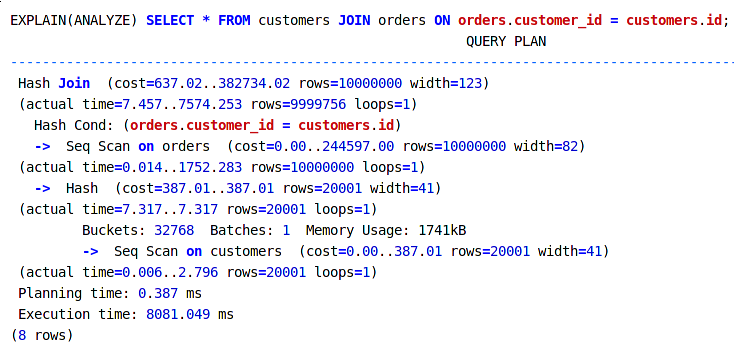 EXPLAIN(ANALYZE) SELECT * FROM customers JOIN orders ON orders.customer_id = customers.id;
QUERY PLAN
--------------------------------------------------------------------------------------------
Hash Join  (cost=637.02..382734.02 rows=10000000 width=123)
(actual time=7.457..7574.253 rows=9999756 loops=1)
Hash Cond: (orders.customer_id = customers.id)
->  Seq Scan on orders  (cost=0.00..244597.00 rows=10000000 width=82)
(actual time=0.014..1752.283 rows=10000000 loops=1)
->  Hash  (cost=387.01..387.01 rows=20001 width=41)
(actual time=7.317..7.317 rows=20001 loops=1)
Buckets: 32768  Batches: 1  Memory Usage: 1741kB
->  Seq Scan on customers  (cost=0.00..387.01 rows=20001 width=41)
(actual time=0.006..2.796 rows=20001 loops=1)
Planning time: 0.387 ms
Execution time: 8081.049 ms
(8 rows)